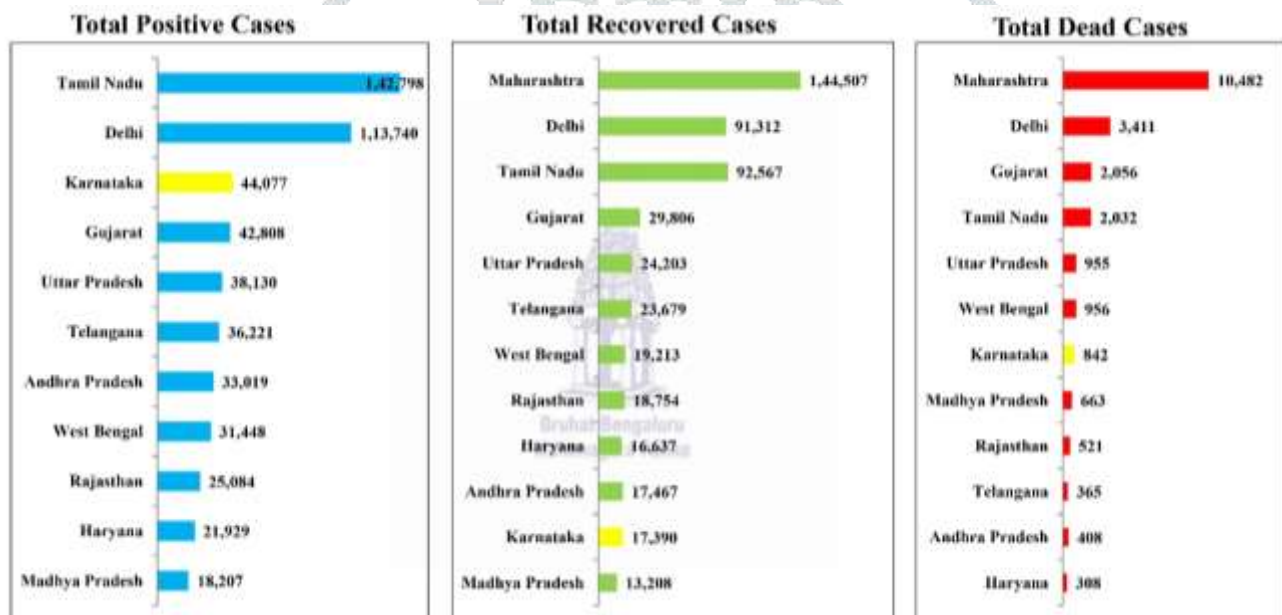 Total Positive Cases
Tamil Nadu 1,42,798
Delhi 1,13,740
Karnataka 44,077
Gujarat 42,808
Uttar Pradesh 38,130
Telangana 36,221
Andhra Pradesh 33,019
West Bengal 31,448
Rajasthan 25,084
Haryana 21,929
Madhya Pradesh 18,207
Total Recovered Cases
Maharashtra 1,44,507
Delhi 91,312
Tamil Nadu 92,567
Gujarat 29,806
Uttar Pradesh 24,203
Telangana 23,679
West Bengal 19,213
Rajasthan 18,754
Haryana 16,637
Andhra Pradesh 17,467
Karnataka 17,390
Madhya Pradesh 13,208
Bruhat Bengaluru
Total Dead Cases
Maharashtra 10,482
Delhi 3,411
Gujarat 2,056
Tamil Nadu 2,032
Uttar Pradesh 955
West Bengal 956
Karnataka 842
Madhya Pradesh 663
Rajasthan 521
Telangana 365
Andhra Pradesh 408
Haryana 308